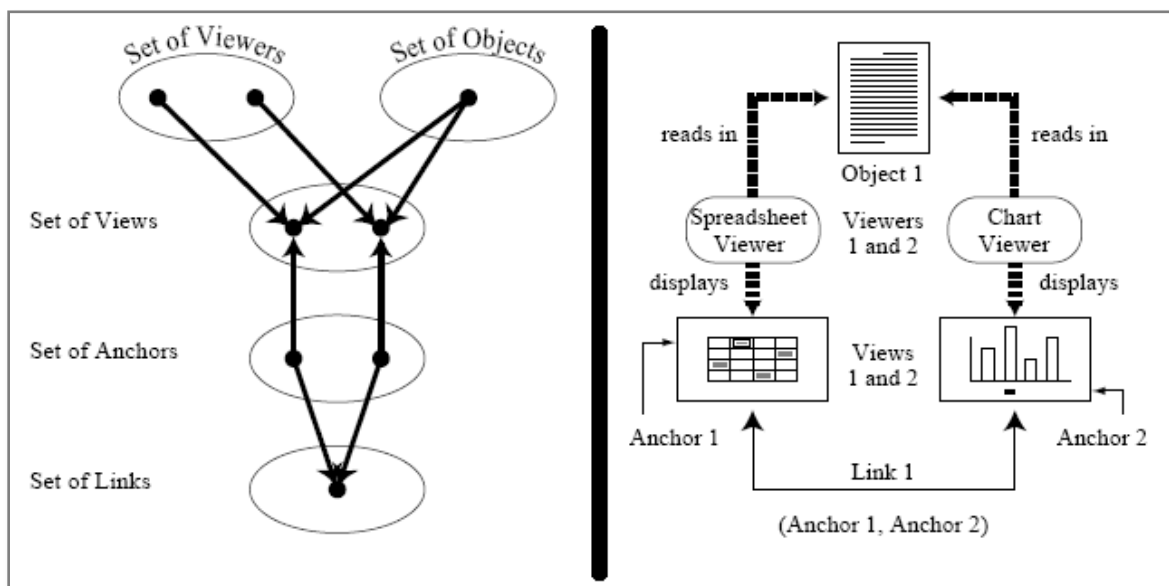 Set of Viewers
Set of Objects
Set of Views
Set of Anchors
Set of Links
reads in
reads in
Object 1
Spreadsheet
Viewer
Viewers
1 and 2
Chart
Viewer
displays
displays
Views
1 and 2
Anchor 1
Anchor 2
Link 1
(Anchor 1, Anchor 2)